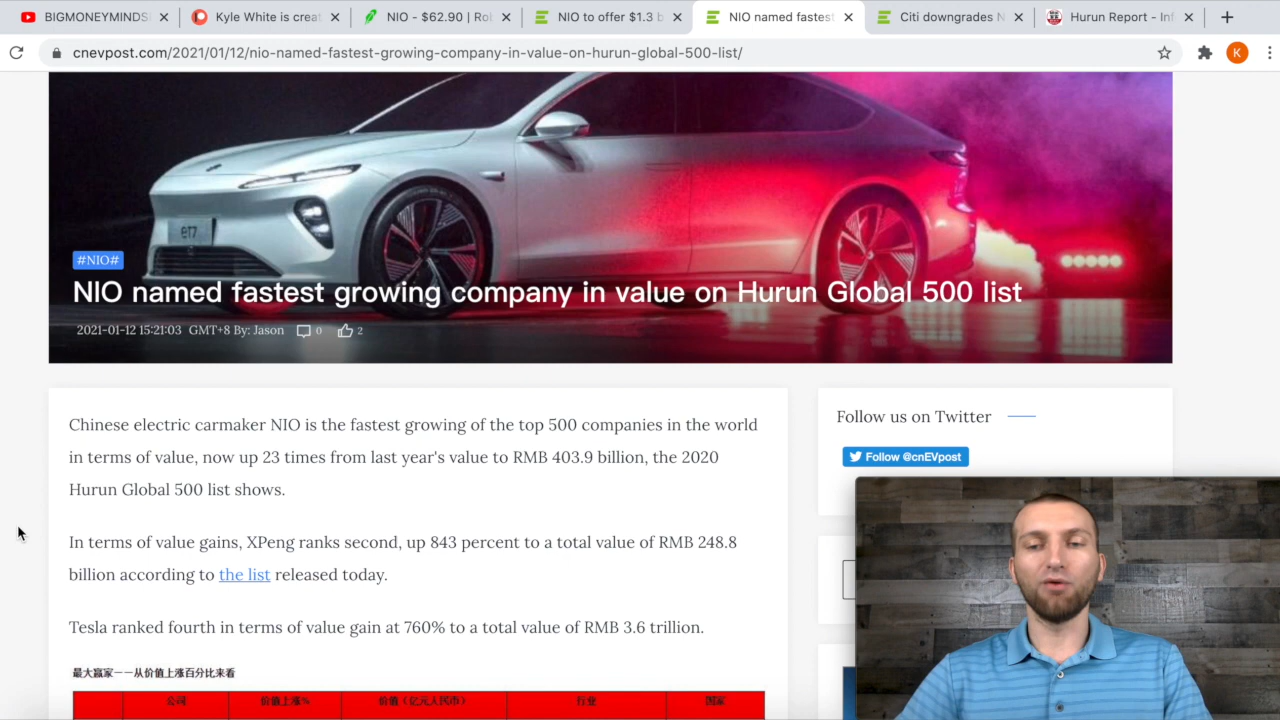 BIGMONEYMINDS
Kyle White is creat
NIO - $62.90 | Rob
NIO to offer $1.3 b
NIO named fastest
Citi downgrades N
Hurun Report - Inf
cnevpost.com/2021/01/12/nio-named-fastest-growing-company-in-value-on-hurun-global-500-list/
K
et7
#NIO#
NIO named fastest growing company in value on Hurun Global 500 list
2021-01-12 15:21:03 GMT+8 By: Jason 0 2
Chinese electric carmaker NIO is the fastest growing of the top 500 companies in the world
in terms of value, now up 23 times from last year's value to RMB 403.9 billion, the 2020
Hurun Global 500 list shows.
In terms of value gains, XPeng ranks second, up 843 percent to a total value of RMB 248.8
billion according to the list released today.
Tesla ranked fourth in terms of value gain at 760% to a total value of RMB 3.6 trillion.
最大赢家——从价值上涨百分比来看
公司 价值上涨% 价值（亿元人民币） 行业 国家
Follow us on Twitter
Follow @cnEVpost